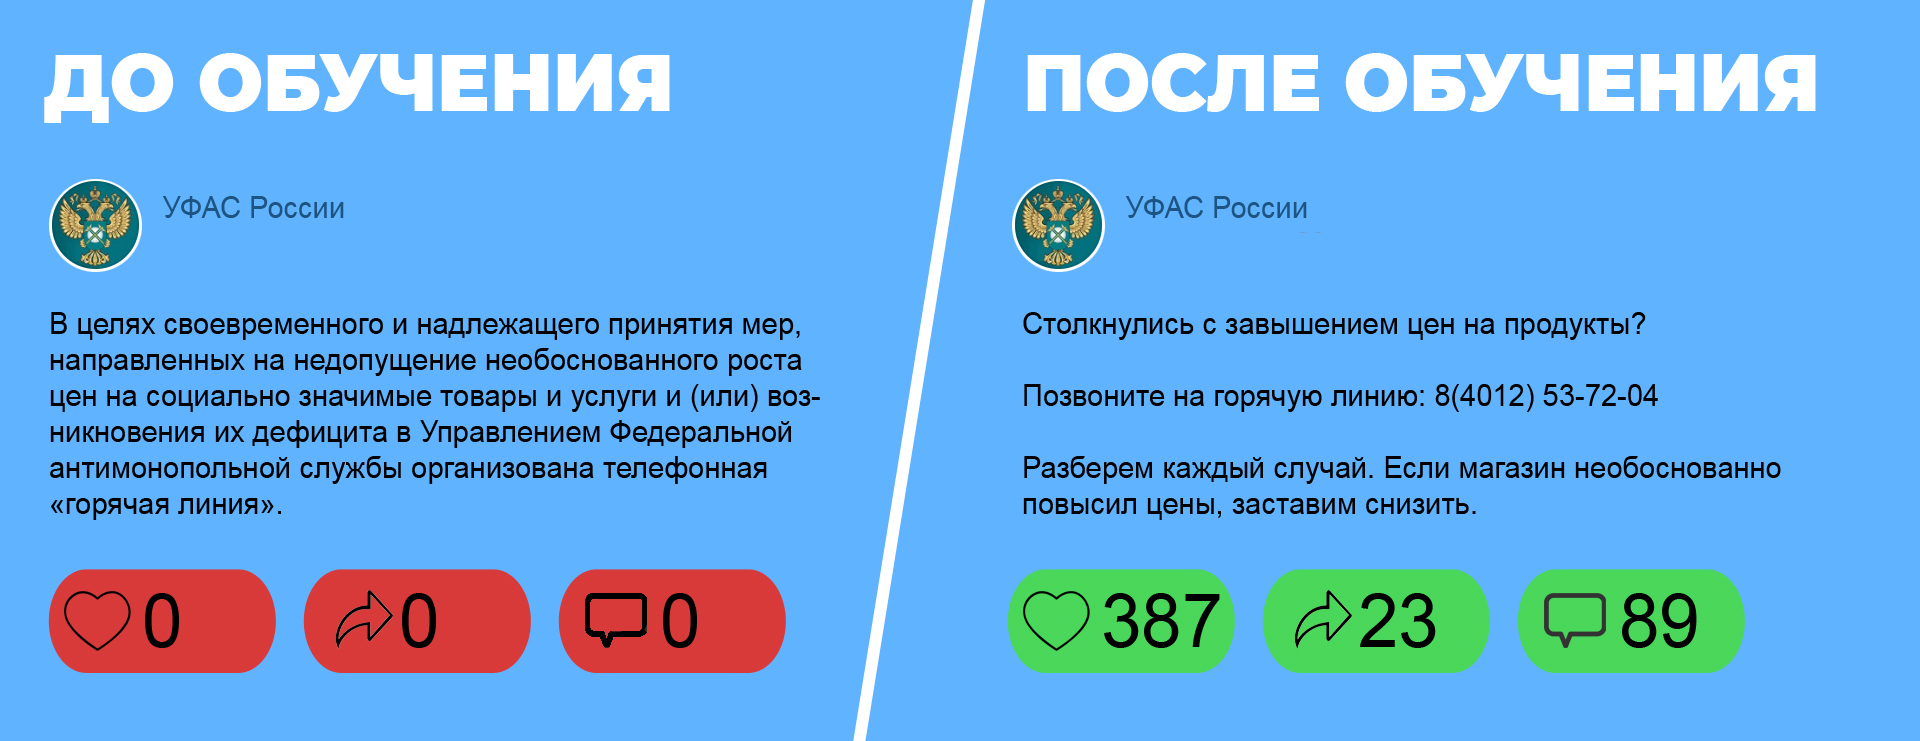 ДО ОБУЧЕНИЯ
УФАС России
В целях своевременного и надлежащего принятия мер,
направленных на недопущение необоснованного роста
цен на социально значимые товары и услуги и (или) воз-
никновения их дефицита в Управлением Федеральной
антимонопольной службы организована телефонная
«горячая линия».
0 0 0
ПОСЛЕ ОБУЧЕНИЯ
УФАС России
Столкнулись с завышением цен на продукты?
Позвоните на горячую линию: 8(4012) 53-72-04
Разберем каждый случай. Если магазин необоснованно
повысил цены, заставим снизить.
387 23 89